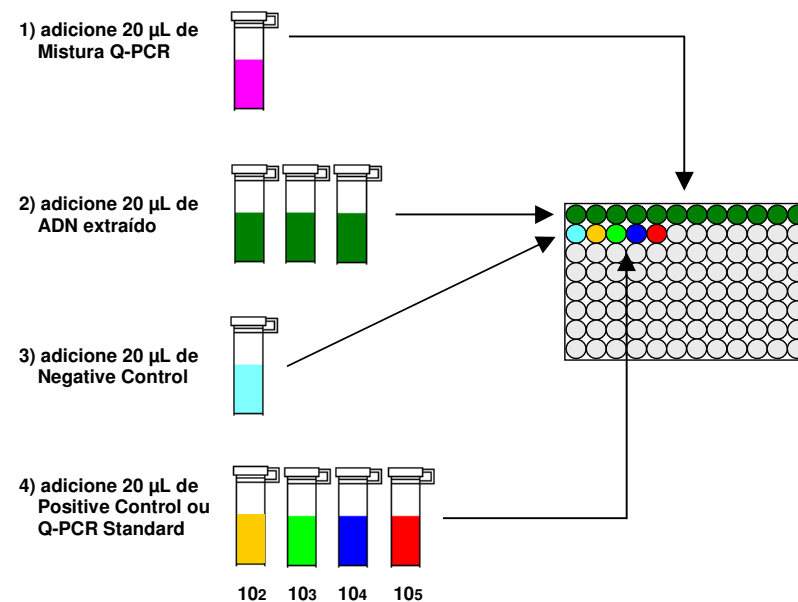 1) adicione 20 µL de
Mistura Q-PCR
2) adicione 20 µL de
ADN extraído
3) adicione 20 µL de
Negative Control
4) adicione 20 µL de
Positive Control ou
Q-PCR Standard
102 103 104 105